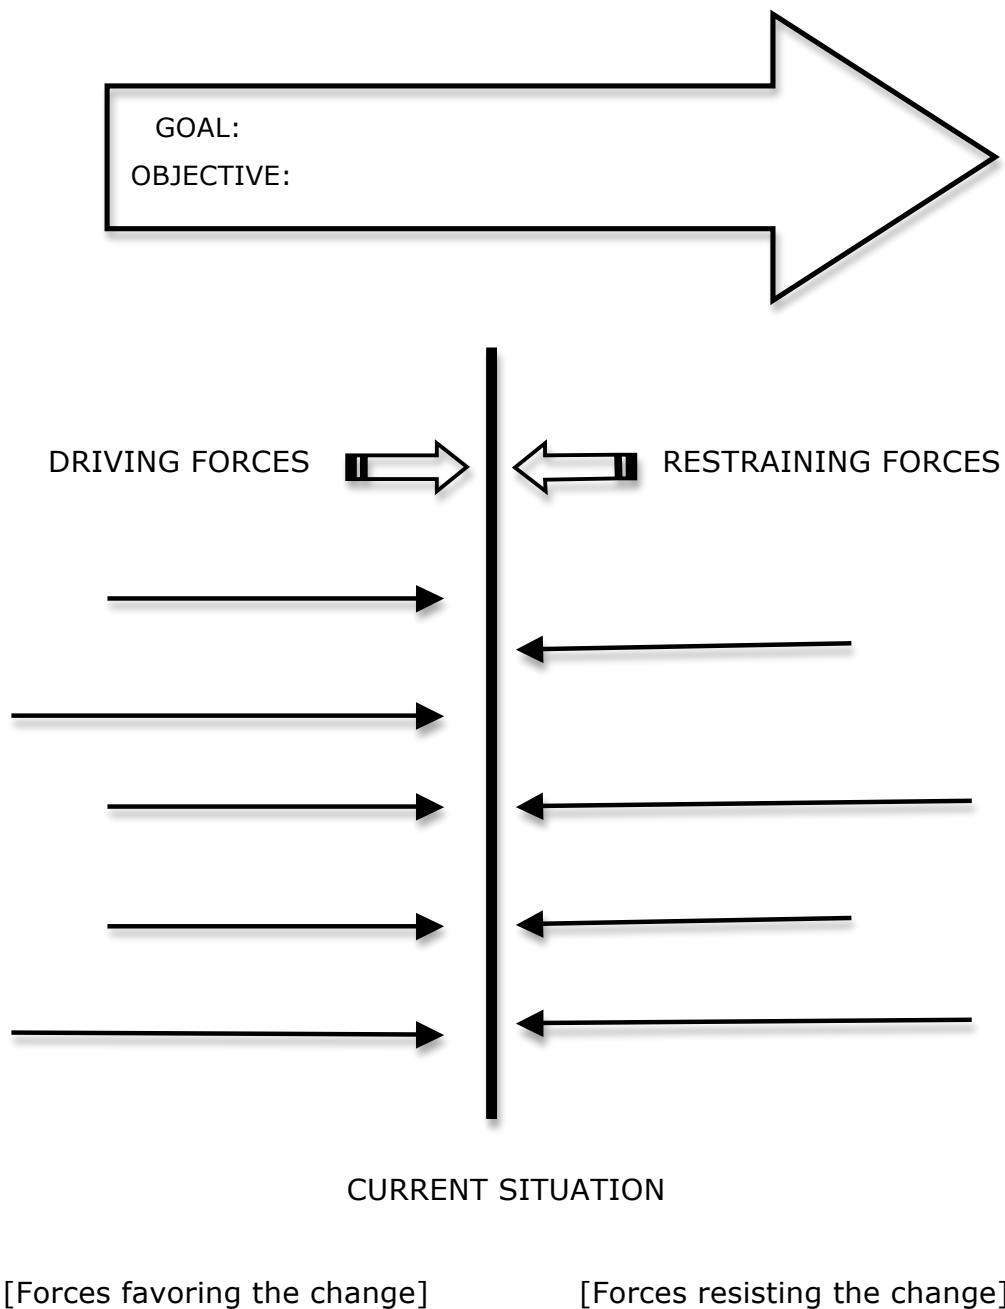 GOAL:
OBJECTIVE:
DRIVING FORCES
RESTRAINING FORCES
CURRENT SITUATION
[Forces favoring the change]
[Forces resisting the change]